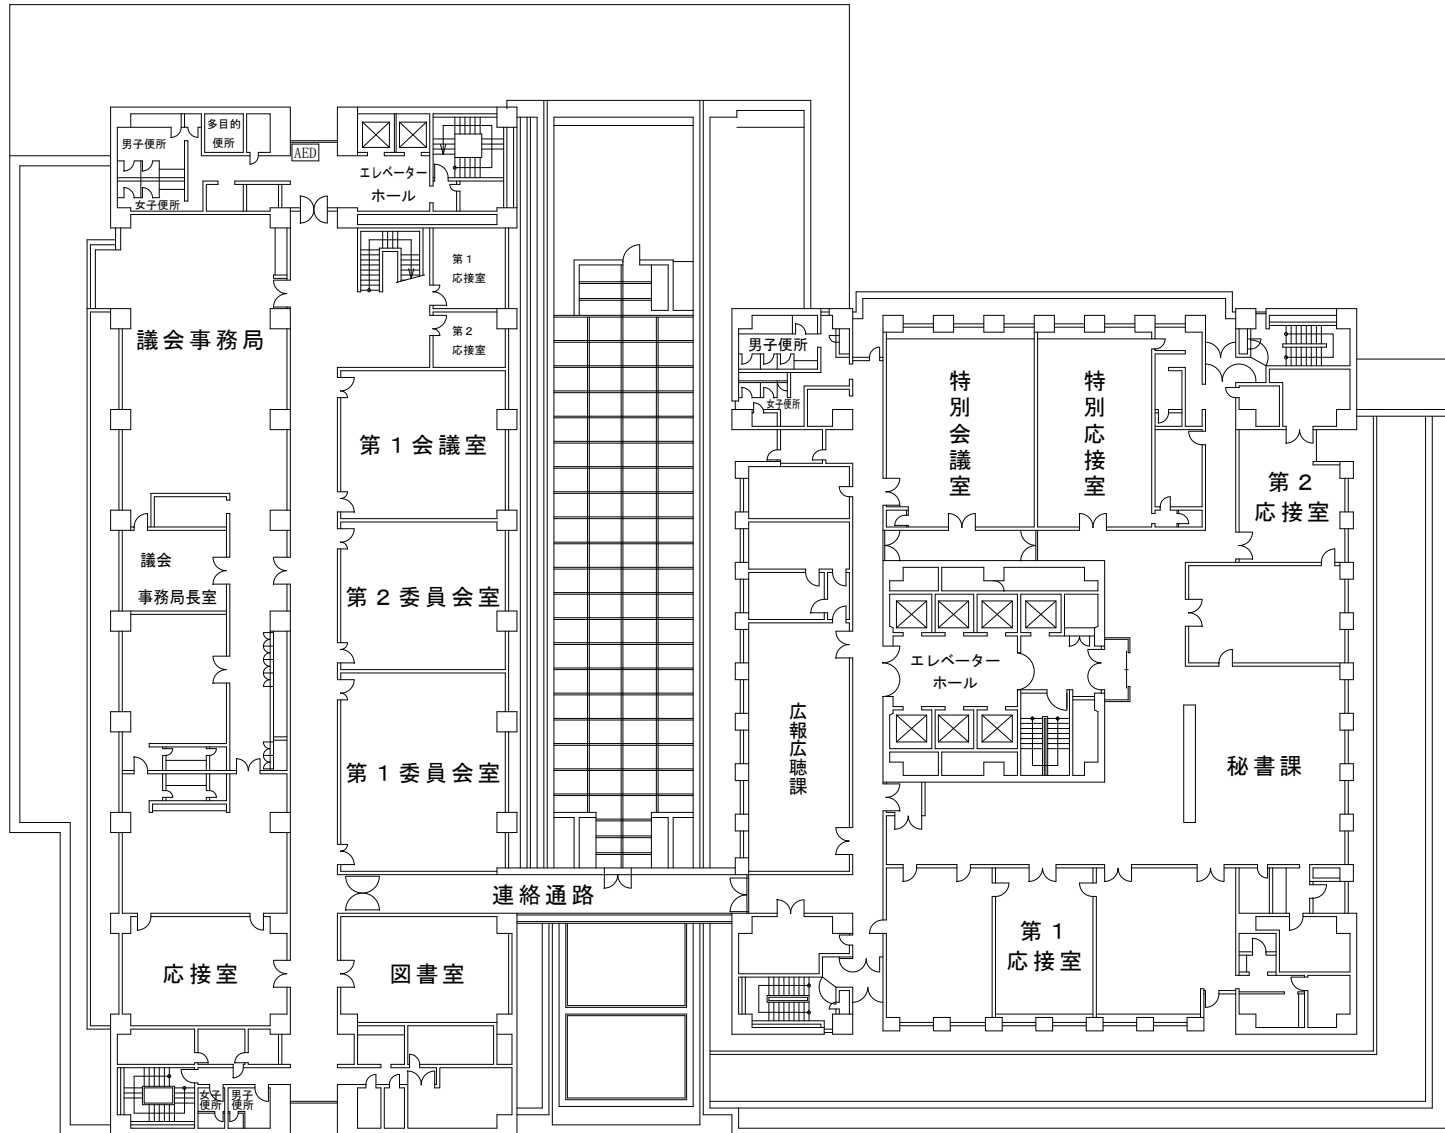 多目的
便所
男子便所
AED
エレベーター
ホール
女子便所
第1
応接室
第2
応接室
議会事務局
第1会議室
議会
事務局長室
第2委員会室
第1委員会室
連絡通路
応接室
図書室
女子
便所
男子
便所
男子便所
女子便所
特別会議室
特別応接室
第2
応接室
エレベーター
ホール
広報広聴課
秘書課
第1
応接室